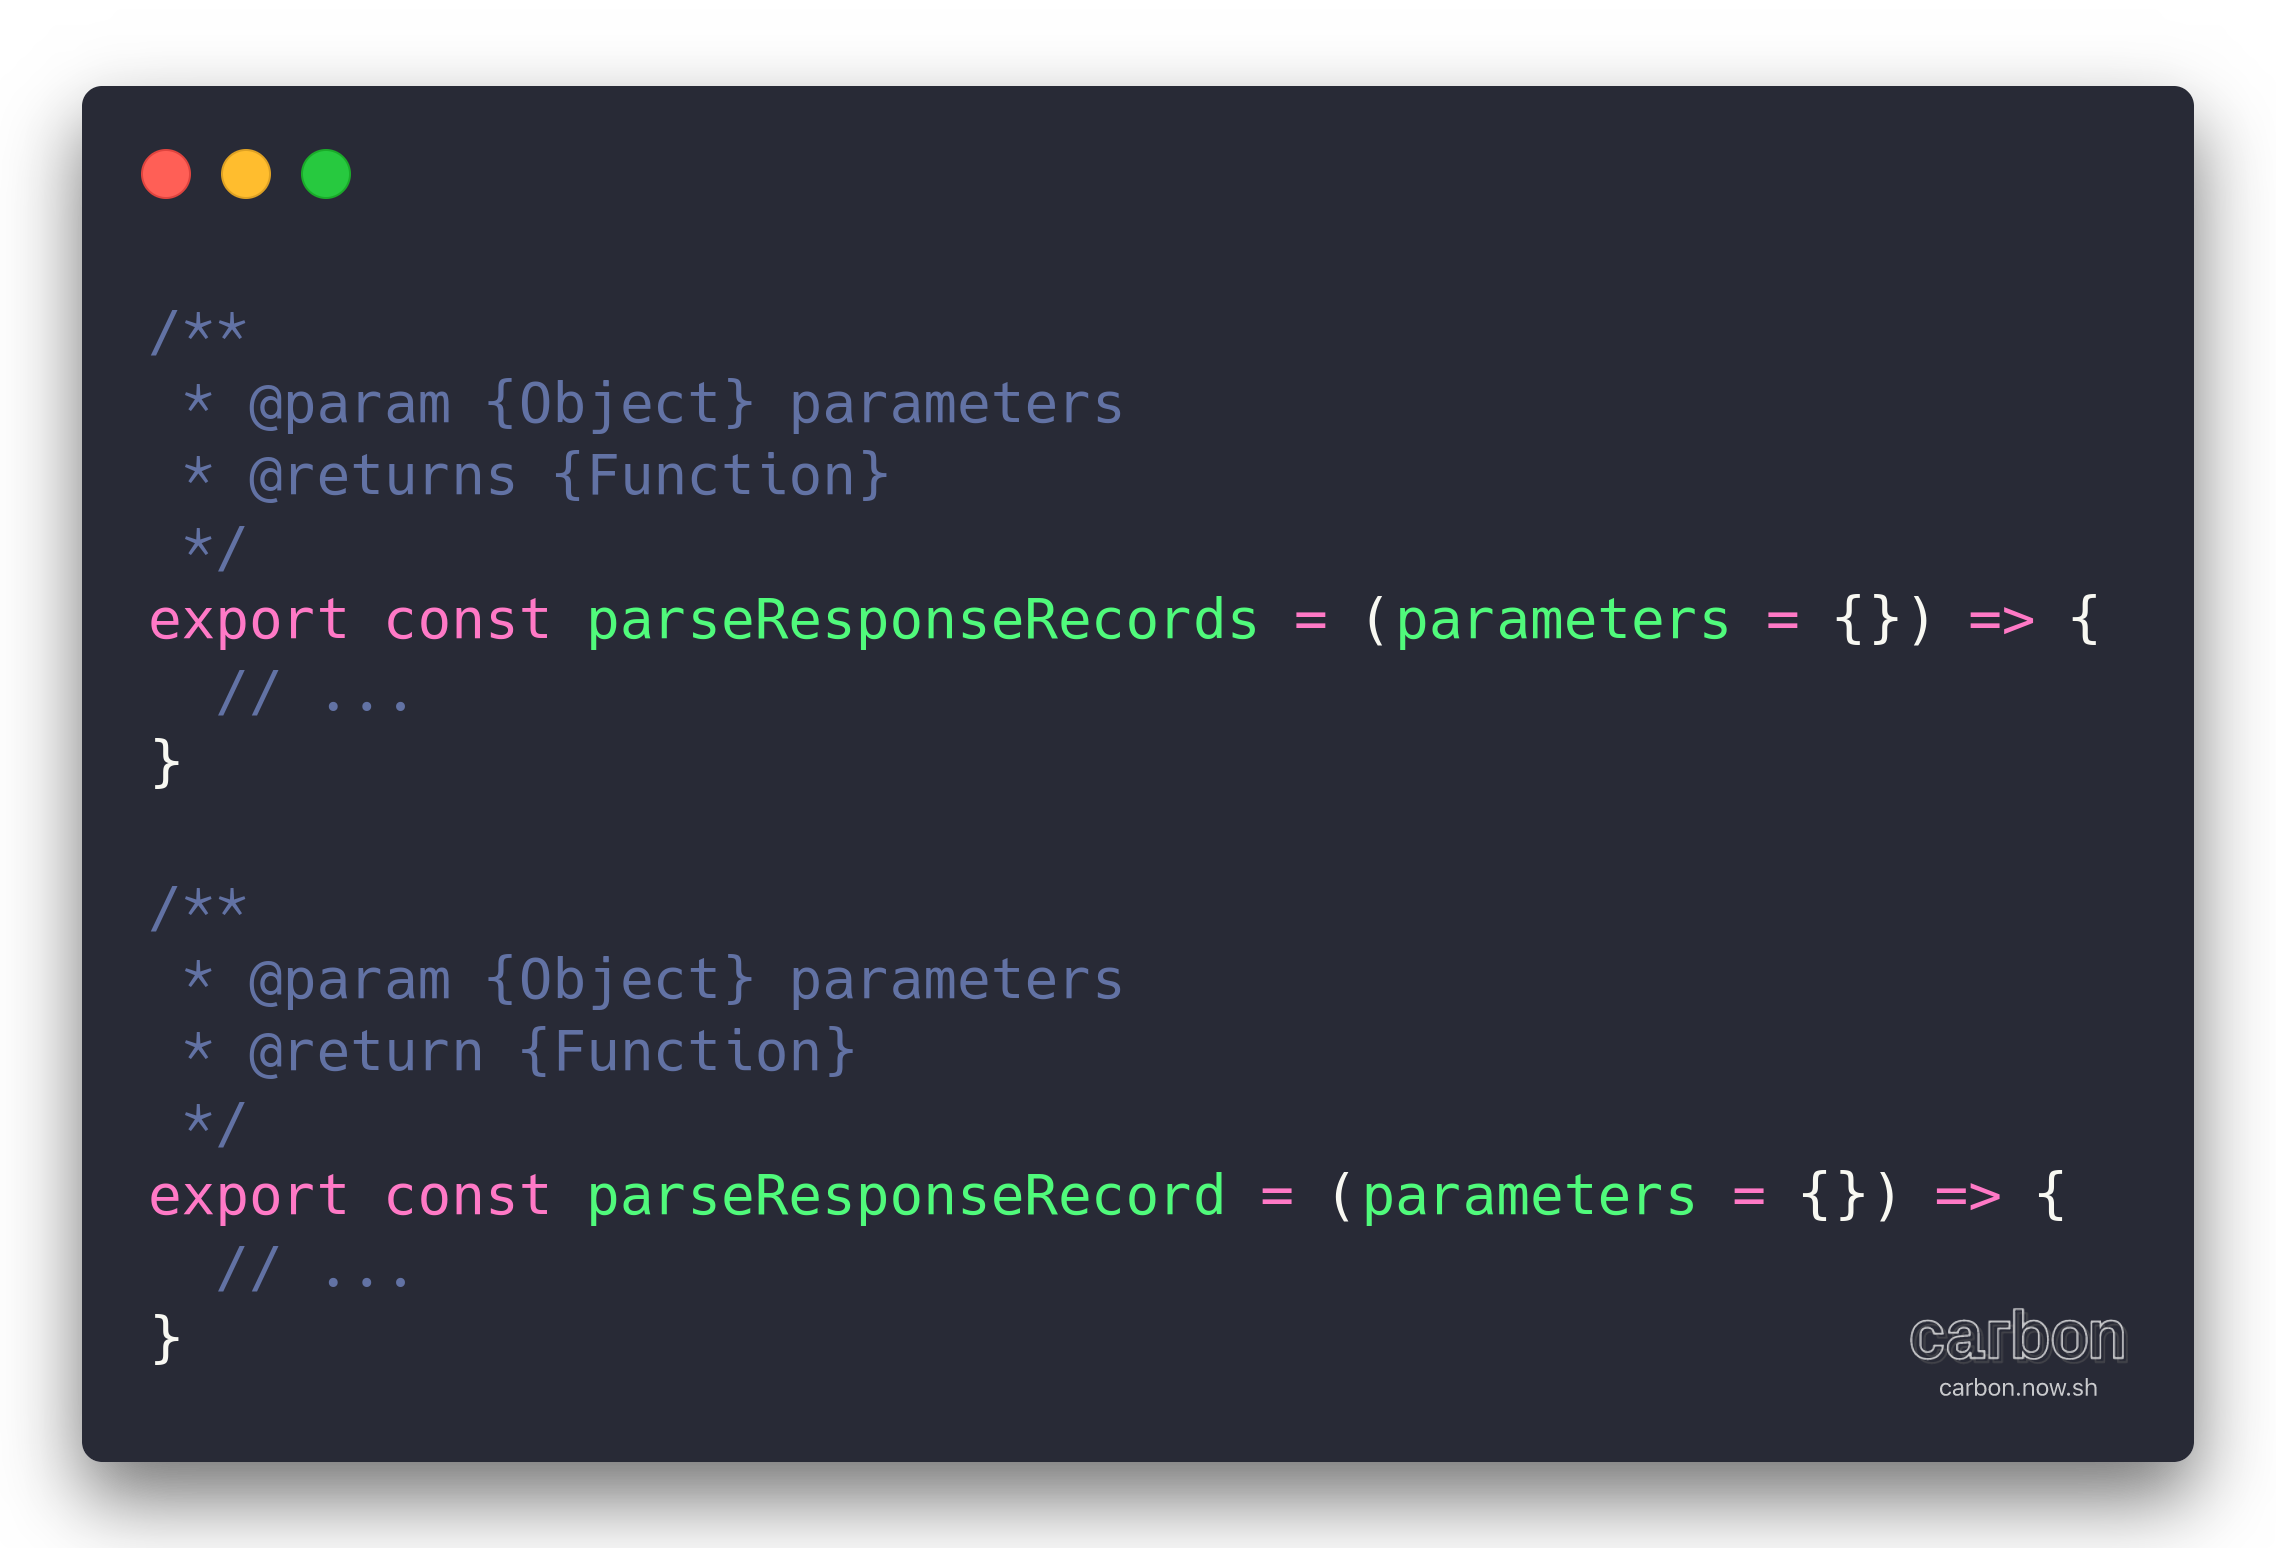 /**
 * @param {Object} parameters
 * @returns {Function}
 */
export const parseResponseRecords = (parameters = {}) => {
  // ...
}

/**
 * @param {Object} parameters
 * @return {Function}
 */
export const parseResponseRecord = (parameters = {}) => {
  // ...
}
carbon
carbon.now.sh